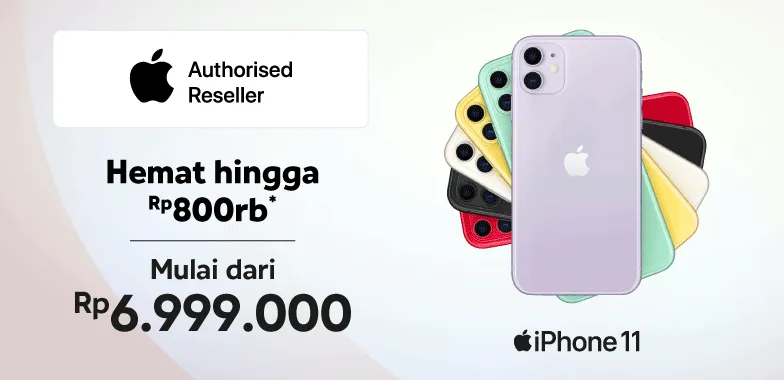 Authorised
Reseller
Hemat hingga
Rp800rb*
Mulai dari
Rp6.999.000
iPhone 11